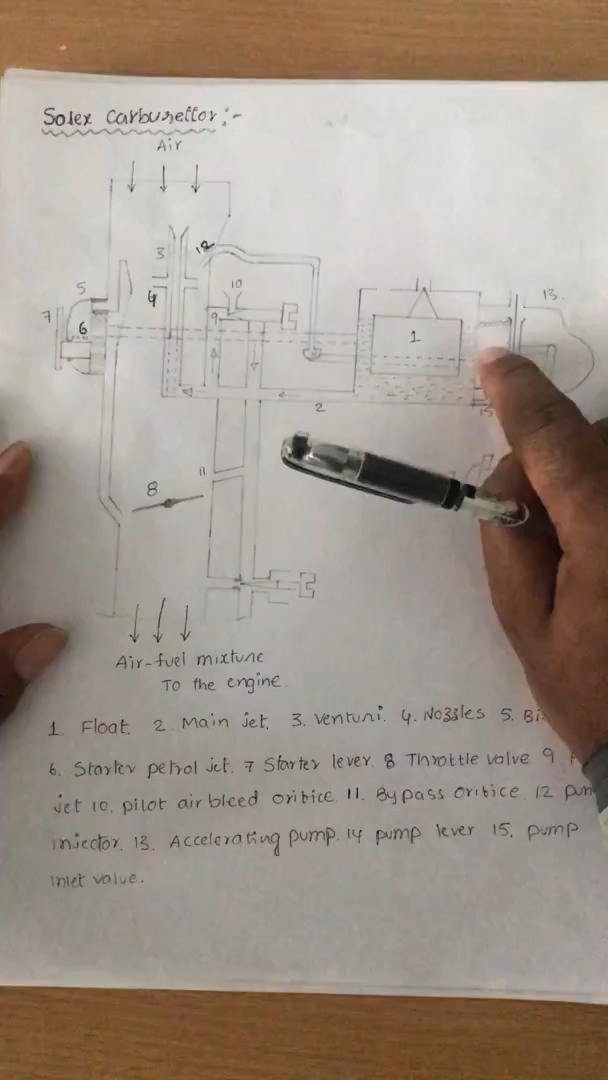 Solex Carburettor:-
Air
3
12
5
10
13
7
6
4
9
1
15
2
11
8
Air-fuel mixture
To the engine.
1. Float. 2. Main jet. 3. Venturi. 4. Nozzles 5.
6. Starter petrol jet. 7 Starter lever. 8 Throttle valve 9
jet 10. pilot air bleed oribice. 11. Bypass oribice 12
injector. 13. Accelerating pump. 14 pump lever 15. pump
inlet valve.